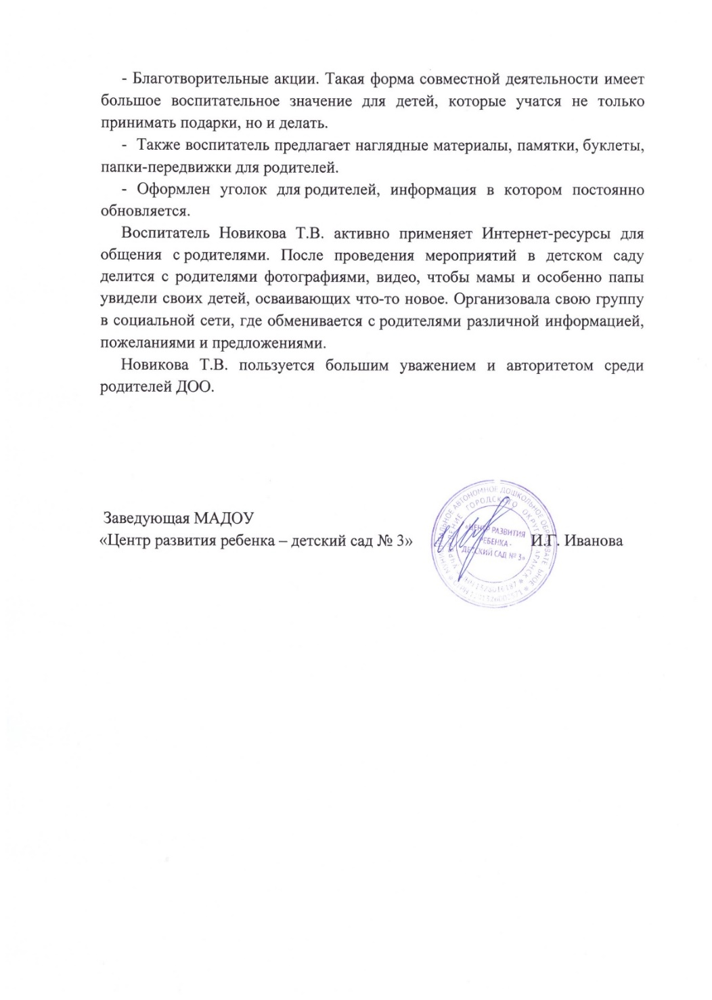 - Благотворительные акции. Такая форма совместной деятельности имеет
большое воспитательное значение для детей, которые учатся не только
принимать подарки, но и делать.
- Также воспитатель предлагает наглядные материалы, памятки, буклеты,
папки-передвижки для родителей.
- Оформлен уголок для родителей, информация в котором постоянно
обновляется.
Воспитатель Новикова Т.В. активно применяет Интернет-ресурсы для
общения с родителями. После проведения мероприятий в детском саду
делится с родителями фотографиями, видео, чтобы мамы и особенно папы
увидели своих детей, осваивающих что-то новое. Организовала свою группу
в социальной сети, где обменивается с родителями различной информацией,
пожеланиями и предложениями.
Новикова Т.В. пользуется большим уважением и авторитетом среди
родителей ДОО.
Заведующая МАДОУ
«Центр развития ребенка – детский сад № 3»
И.Г. Иванова
АВТОНОМНОЕ ДОШКОЛЬНОЕ
ГОРОДСКОГО
«ЦЕНТР РАЗВИТИЯ
РЕБЕНКА -
ДЕТСКИЙ САД № 3»